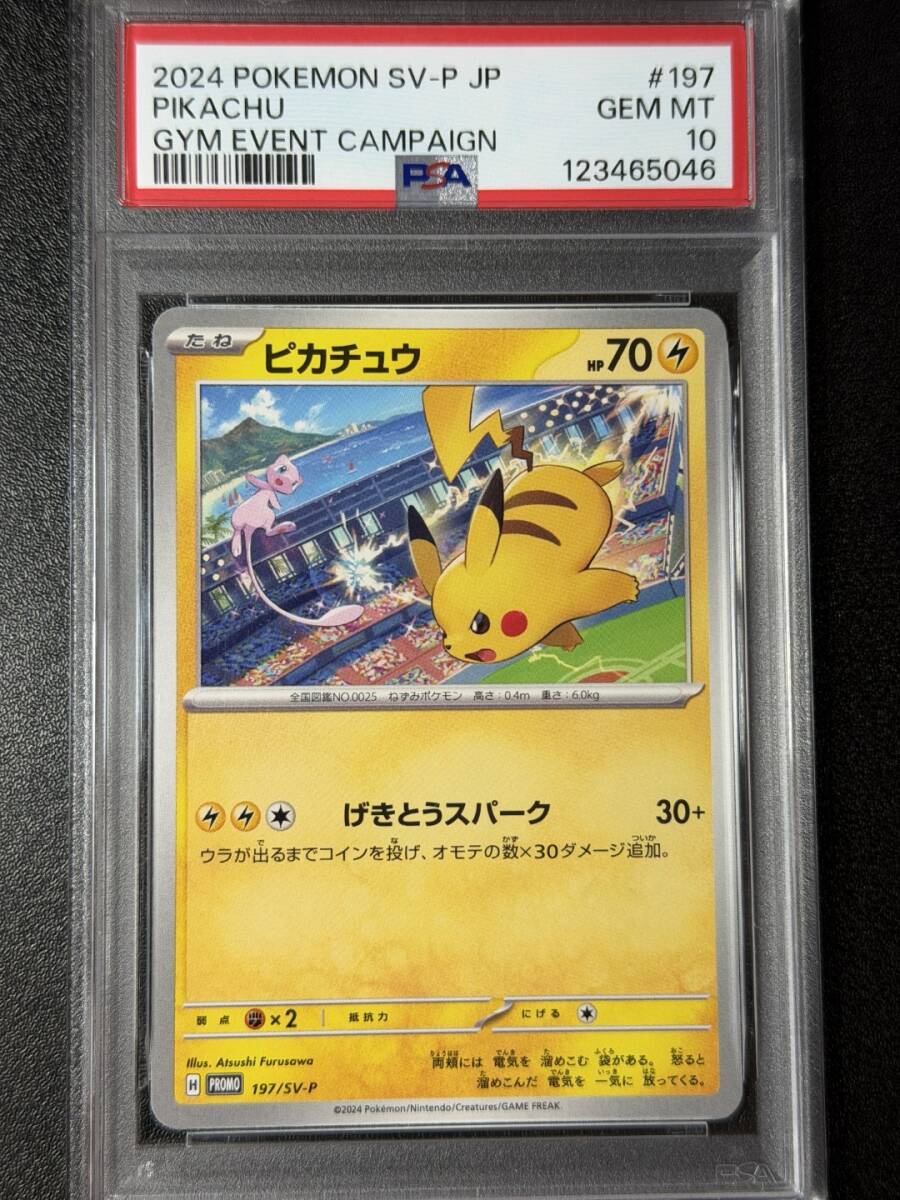 2024 POKEMON SV-P JP #197
PIKACHU GEM MT
GYM EVENT CAMPAIGN 10
PSA 123465046
たね ピカチュウ HP70
全国図鑑NO.0025 ねずみポケモン 高さ:0.4m 重さ:6.0kg
げきとうスパーク 30+
ウラが出るまでコインを投げ、オモテの数×30ダメージ追加。
弱点 ×2 抵抗力 にげる
Illus. Atsushi Furusawa
両頬には 電気を 溜めこむ 袋がある。 怒ると
溜めこんだ 電気を 一気に 放ってくる。
H PROMO 197/SV-P
©2024 Pokémon/Nintendo/Creatures/GAME FREAK
PSA